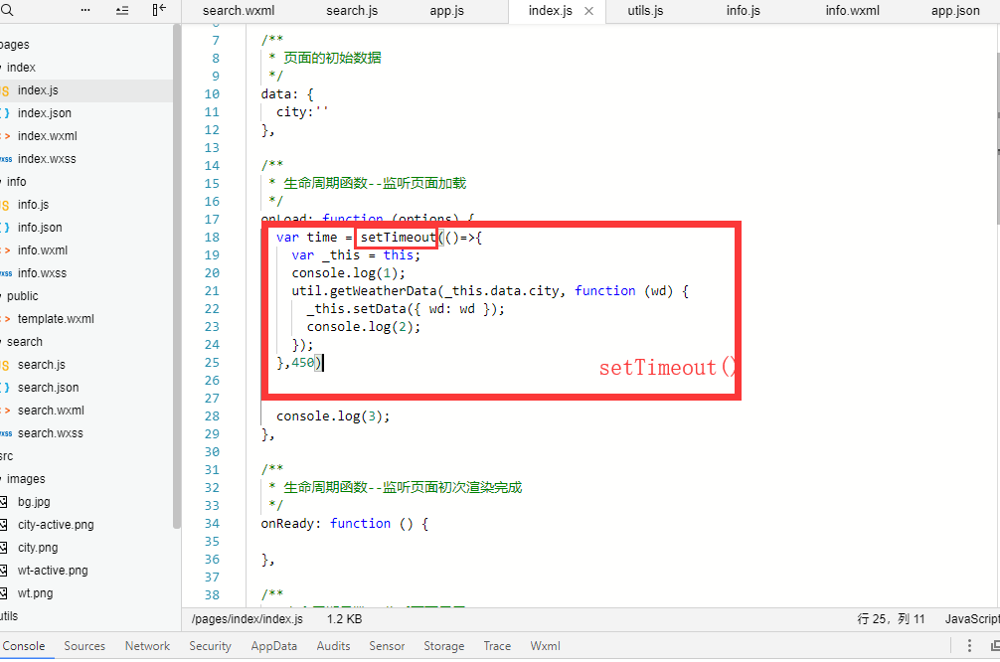 search.wxml search.js app.js index.js utils.js info.js info.wxml app.json
pages
index
JS index.js
{ } index.json
< > index.wxml
wxss index.wxss
info
JS info.js
{ } info.json
< > info.wxml
wxss info.wxss
public
< > template.wxml
search
JS search.js
{ } search.json
< > search.wxml
wxss search.wxss
src
images
bg.jpg
city-active.png
city.png
wt-active.png
wt.png
utils
6
7 /**
8 * 页面的初始数据
9 */
10 data: {
11 city:''
12 },
13
14 /**
15 * 生命周期函数--监听页面加载
16 */
17 onLoad: function (options) {
18 var time = setTimeout(()=>{
19 var _this = this;
20 console.log(1);
21 util.getWeatherData(_this.data.city, function (wd) {
22 _this.setData({ wd: wd });
23 console.log(2);
24 });
25 },450)
setTimeout()
26
27
28 console.log(3);
29 },
30
31 /**
32 * 生命周期函数--监听页面初次渲染完成
33 */
34 onReady: function () {
35
36 },
37
38 /**
/pages/index/index.js 1.2 KB 行 25，列 11 JavaScript
Console Sources Network Security AppData Audits Sensor Storage Trace Wxml